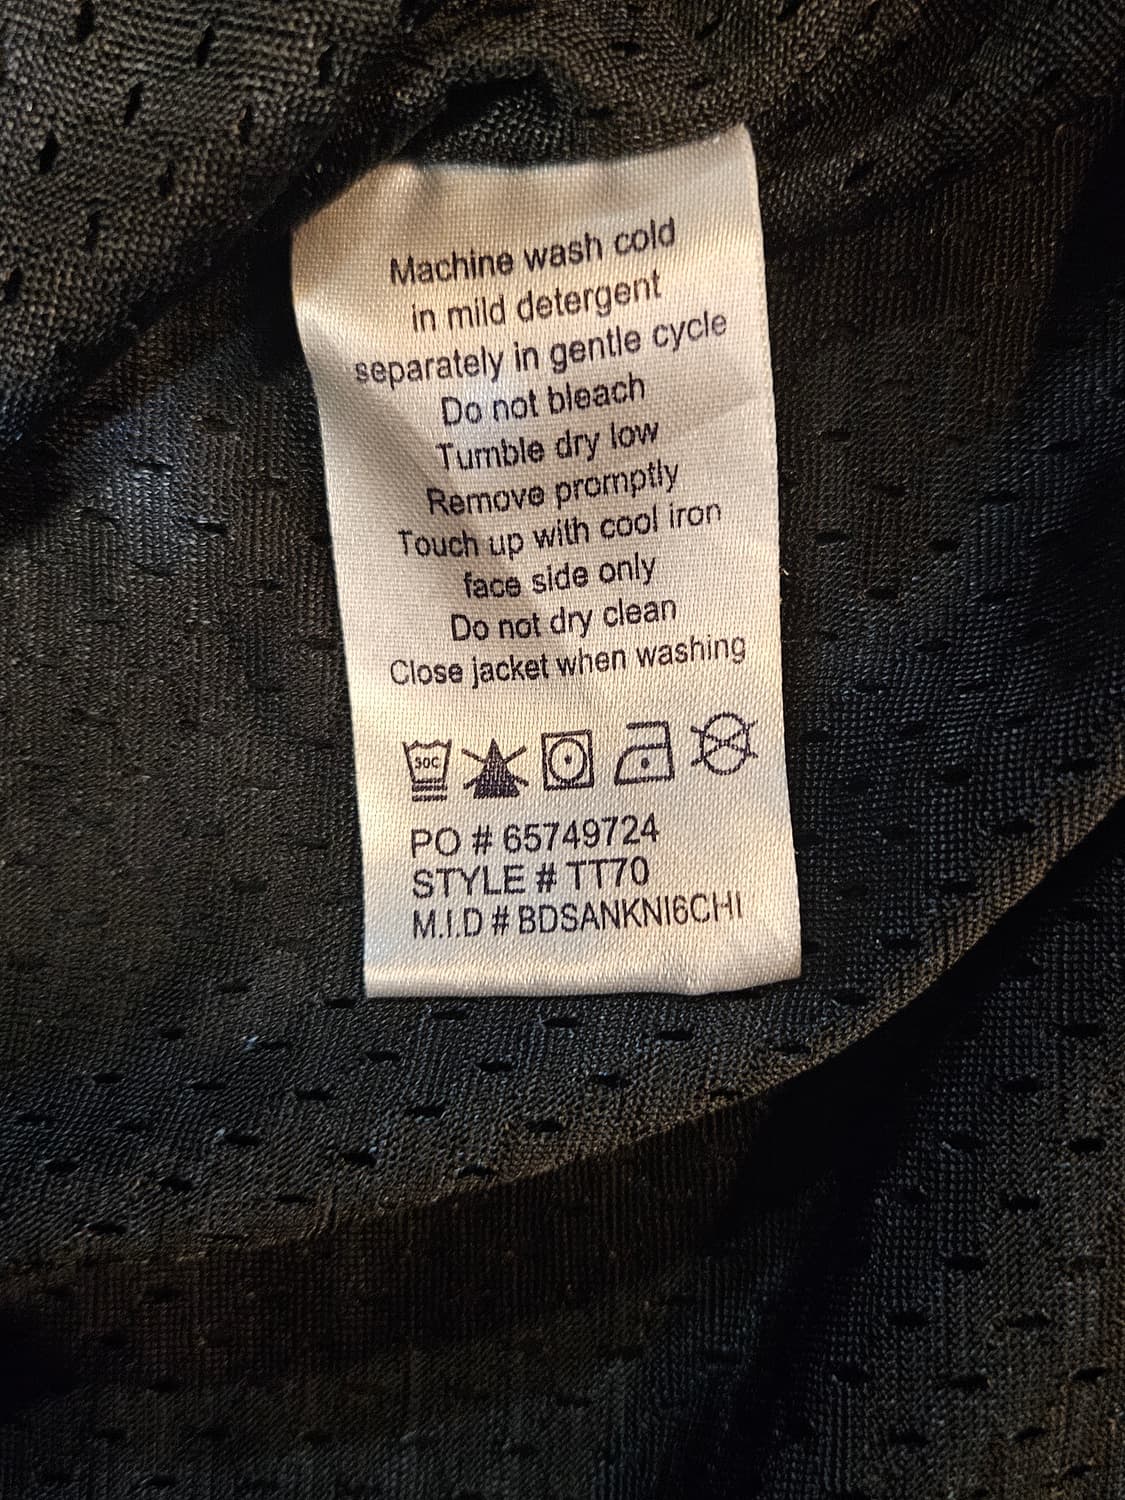 Machine wash cold
in mild detergent
separately in gentle cycle
Do not bleach
Tumble dry low
Remove promptly
Touch up with cool iron
face side only
Do not dry clean
Close jacket when washing
30C
PO # 65749724
STYLE # TT70
M.I.D # BDSANKNI6CHI